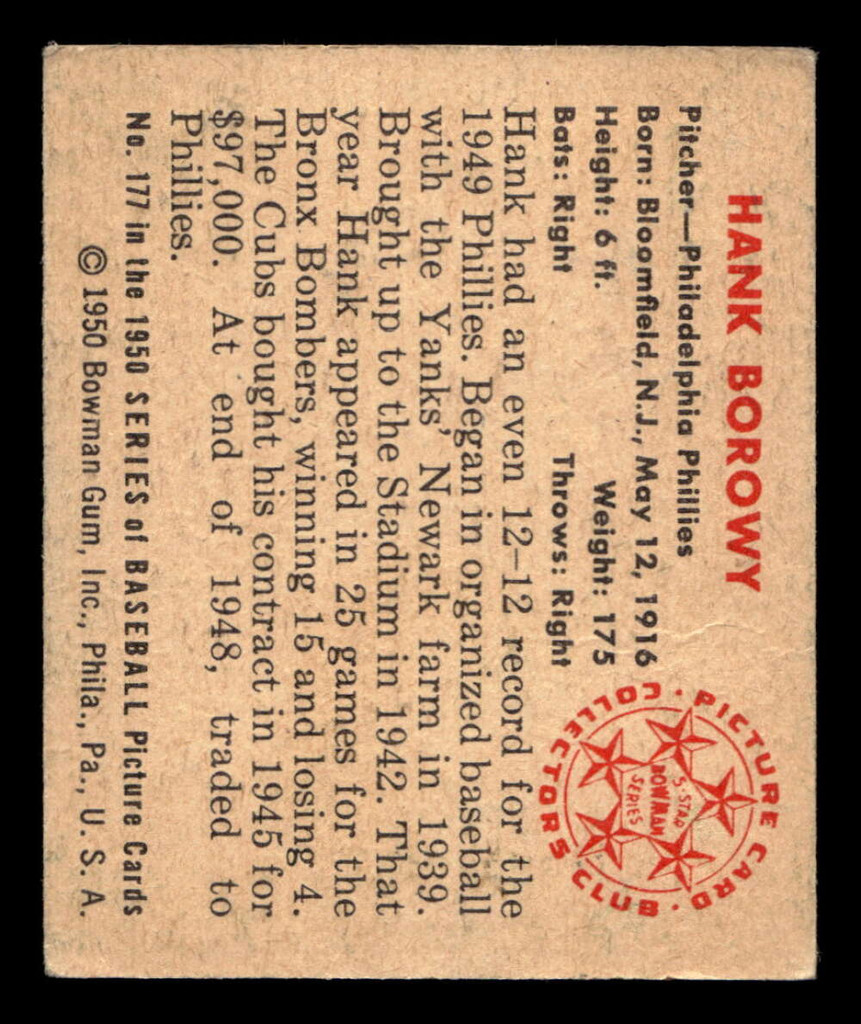 HANK BOROWY
Pitcher—Philadelphia Phillies
Born: Bloomfield, N.J., May 12, 1916
Height: 6 ft. Weight: 175
Bats: Right Throws: Right
PICTURE CARD · COLLECTORS CLUB ·
5-STAR
BOWMAN
SERIES
Hank had an even 12-12 record for the
1949 Phillies. Began in organized baseball
with the Yanks' Newark farm in 1939.
Brought up to the Stadium in 1942. That
year Hank appeared in 25 games for the
Bronx Bombers, winning 15 and losing 4.
The Cubs bought his contract in 1945 for
$97,000. At end of 1948, traded to
Phillies.
No. 177 in the 1950 SERIES of BASEBALL Picture Cards
© 1950 Bowman Gum, Inc., Phila., Pa., U. S. A.